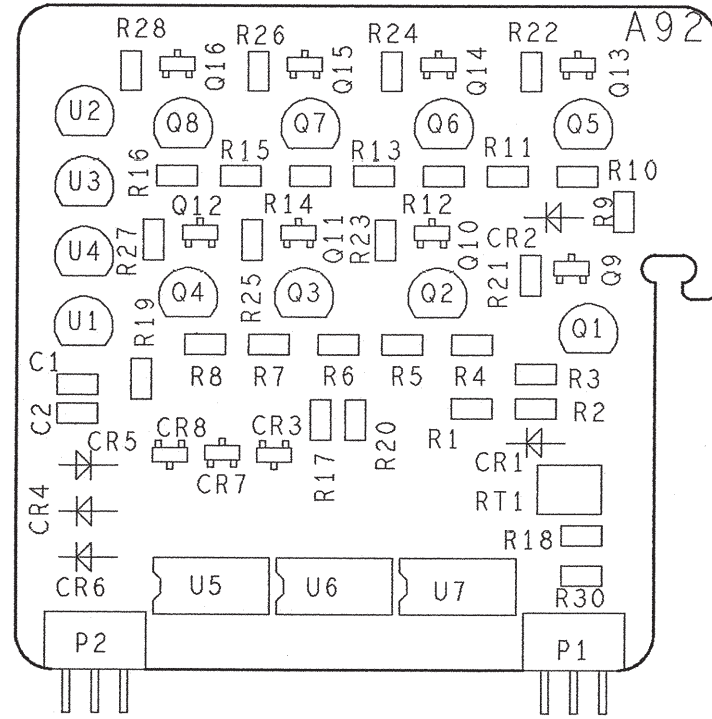 A92
R28
Q16
R26
Q15
R24
Q14
R22
Q13
U2
Q8
Q7
Q6
Q5
R16
R15
R13
R11
R10
U3
R9
Q12
R14
R12
R27
Q11
R23
Q10
CR2
U4
R21
Q9
R25
Q4
Q3
Q2
U1
R19
Q1
C1
R8
R7
R6
R5
R4
R3
C2
R2
R1
CR5
CR8
CR3
R20
CR7
R17
CR1
CR4
RT1
R18
CR6
U5
U6
U7
R30
P2
P1